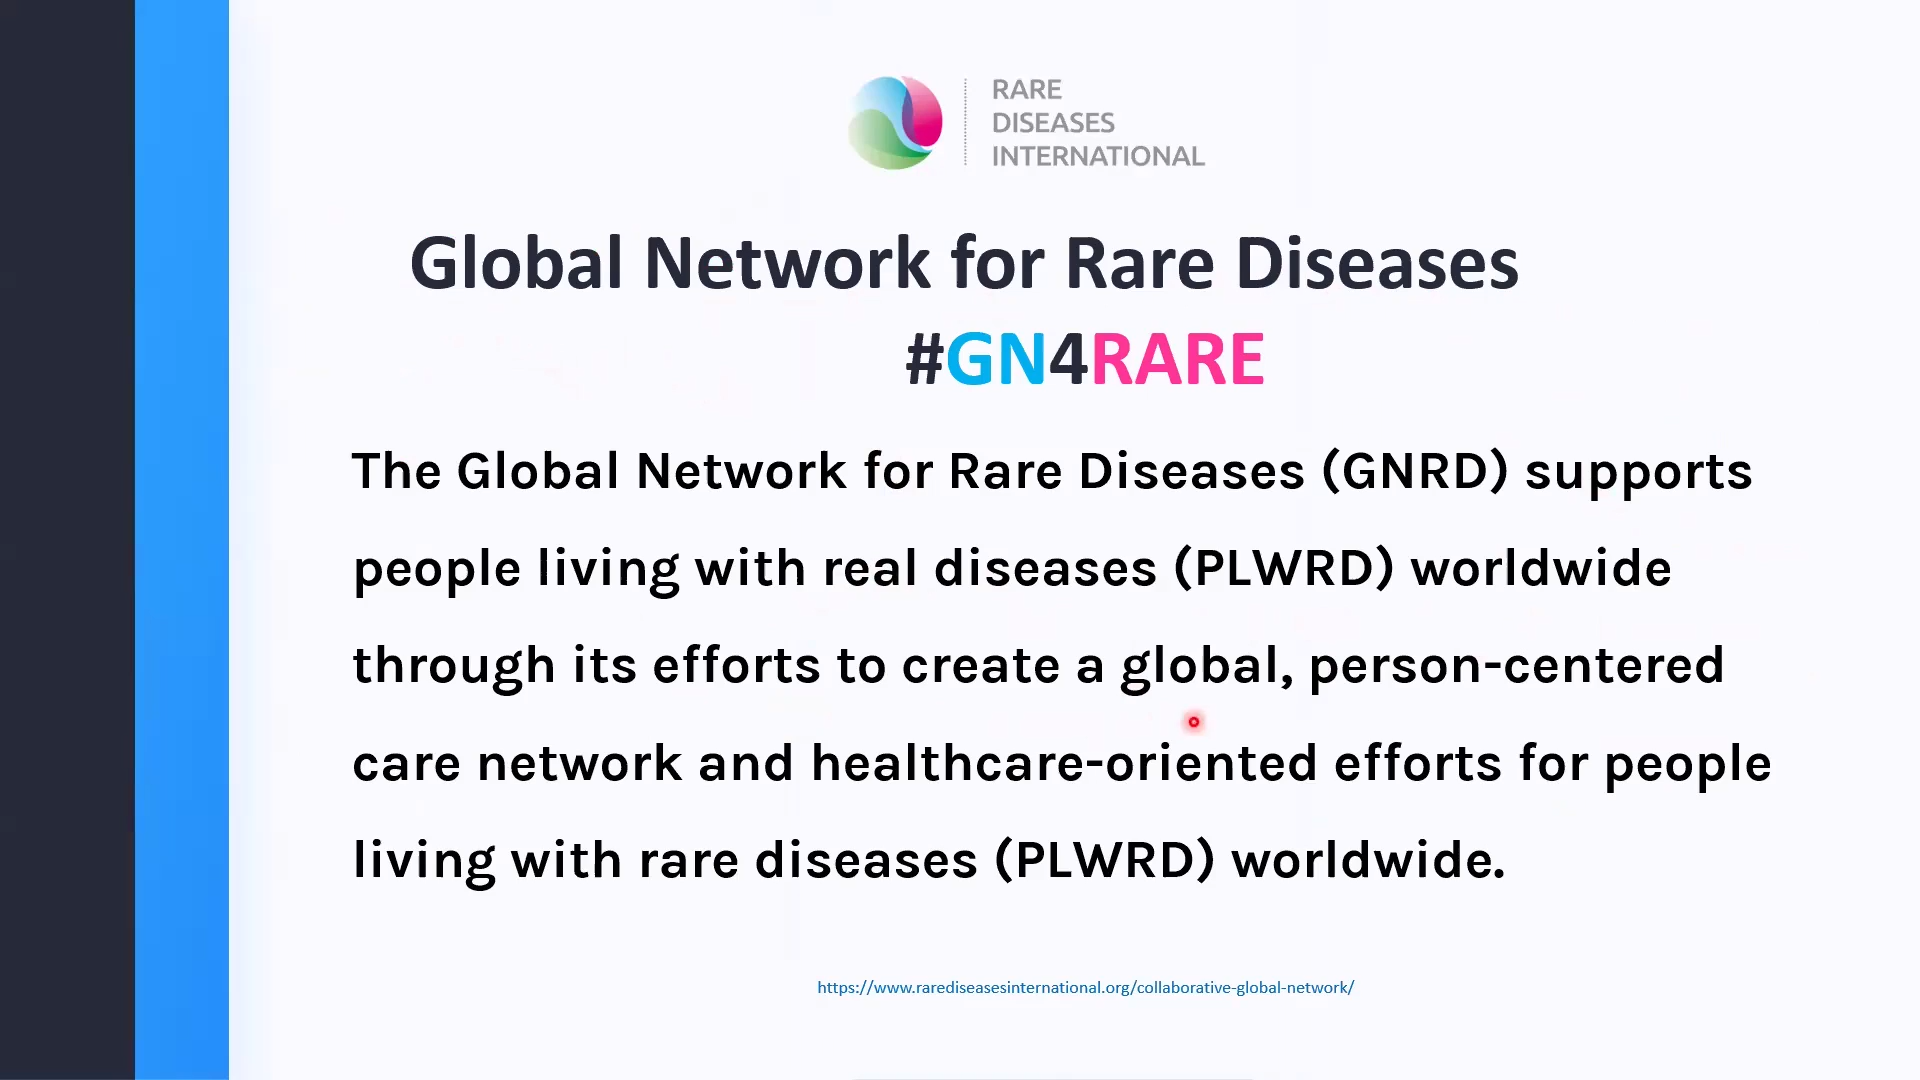 RARE
DISEASES
INTERNATIONAL
Global Network for Rare Diseases
#GN4RARE
The Global Network for Rare Diseases (GNRD) supports
people living with real diseases (PLWRD) worldwide
through its efforts to create a global, person-centered
care network and healthcare-oriented efforts for people
living with rare diseases (PLWRD) worldwide.
https://www.rarediseasesinternational.org/collaborative-global-network/